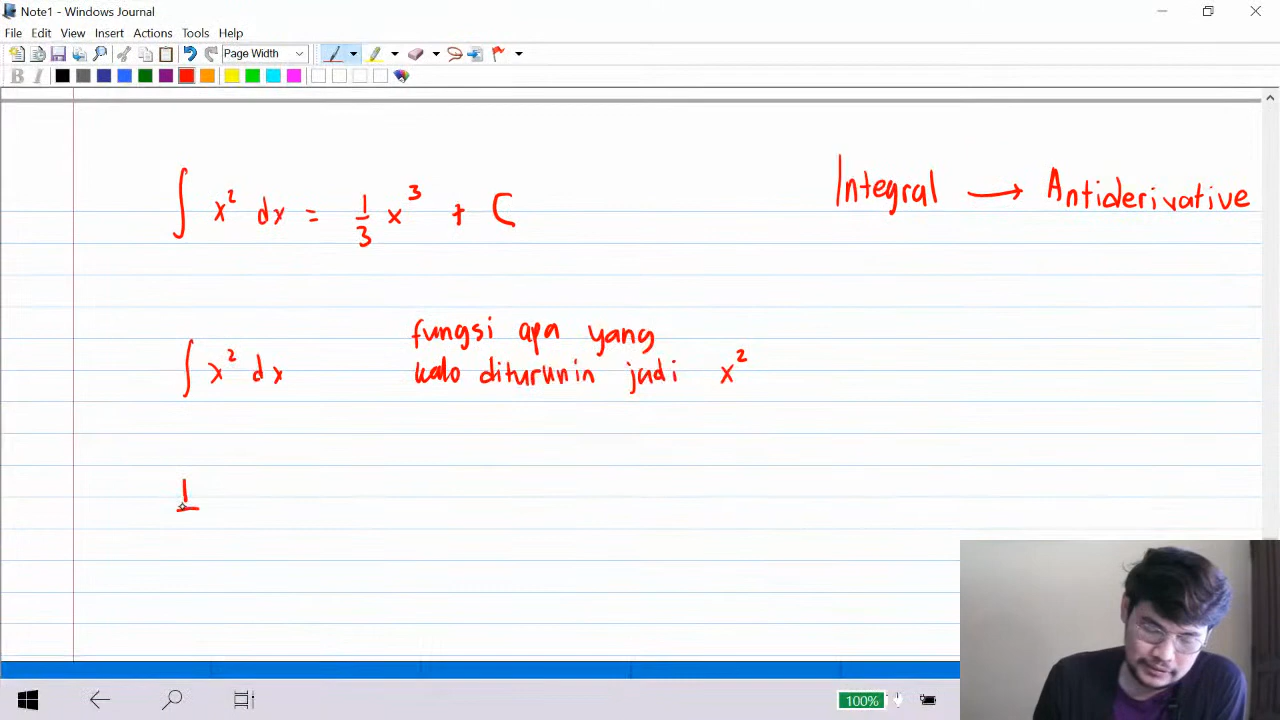 Note1 - Windows Journal
File Edit View Insert Actions Tools Help
Page Width
B I
∫ x² dx = 1/3 x³ + C
Integral → Antiderivative
fungsi apa yang
∫ x² dx kalo diturunin jadi x²
1
100%